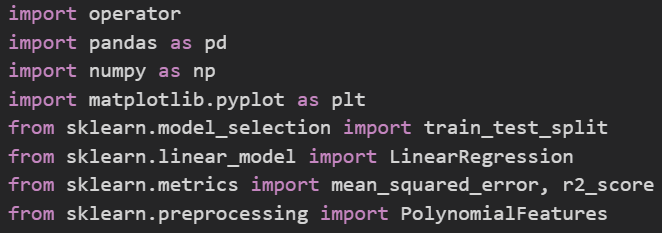 import operator
import pandas as pd
import numpy as np
import matplotlib.pyplot as plt
from sklearn.model_selection import train_test_split
from sklearn.linear_model import LinearRegression
from sklearn.metrics import mean_squared_error, r2_score
from sklearn.preprocessing import PolynomialFeatures